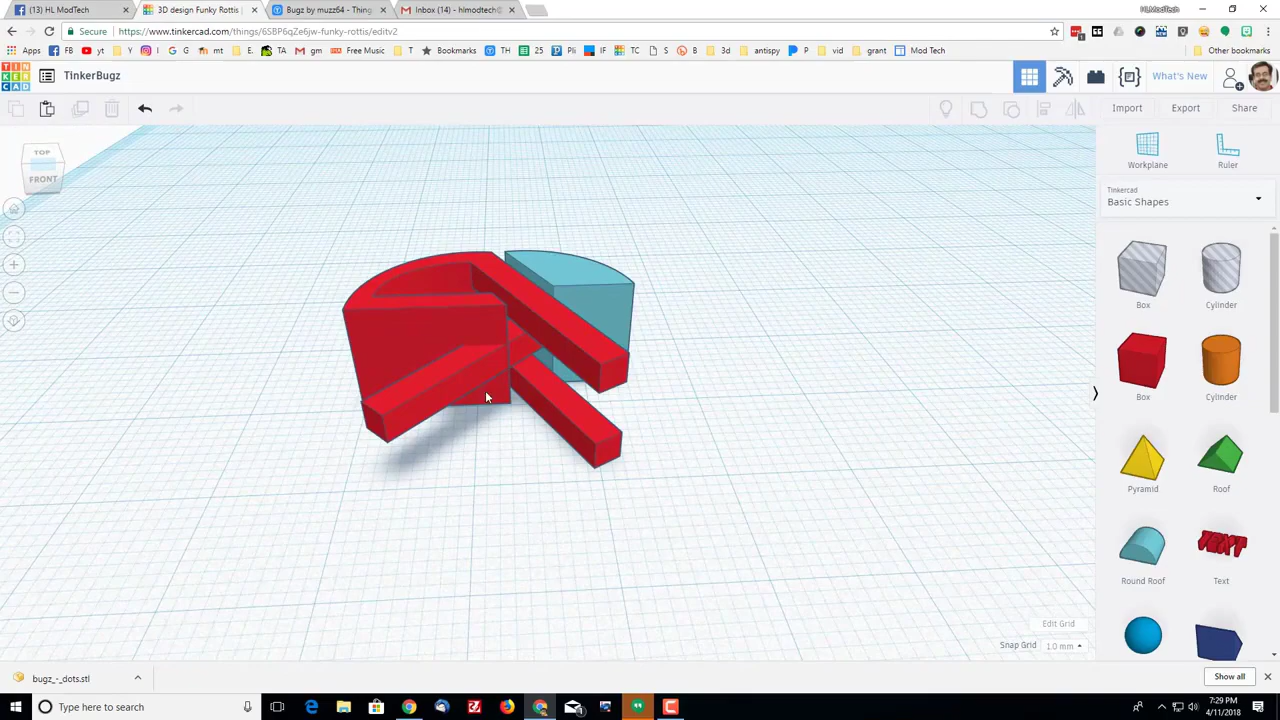 (13) HL ModTech
3D design Funky Rottis |
Bugz by muzz64 - Thing
Inbox (14) - hlmodtech@
HLModTech
Secure | https://www.tinkercad.com/things/6SBP6qZe6jw-funky-rottis/editv2
Apps FB yt Y I G T mt E. TA gm Free Music T Bookmarks TH 25 Pli IF TC S B 3d antispy P vid grant Mod Tech Other bookmarks
TIN KER CAD
TinkerBugz
What's New
Import Export Share
TOP
FRONT
Workplane Ruler
Tinkercad
Basic Shapes
Box Cylinder
Box Cylinder
Pyramid Roof
TEXT
Round Roof Text
Edit Grid
Snap Grid 1.0 mm
bugz_-_dots.stl
Show all
Type here to search
7:29 PM
4/11/2018